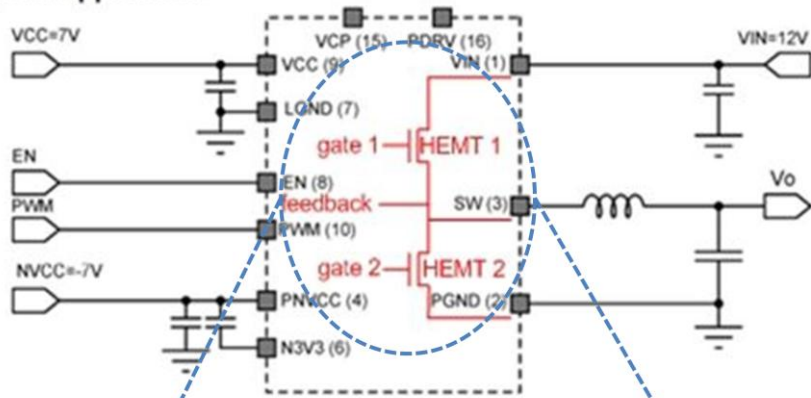 VCC=7V
VCP (15)
PDRV (16)
VIN=12V
VCC (9)
VIN (1)
LGND (7)
gate 1
HEMT 1
EN
EN (8)
feedback
SW (3)
Vo
PWM
PWM (10)
gate 2
HEMT 2
NVCC=-7V
PNVCC (4)
PGND (2)
N3V3 (6)